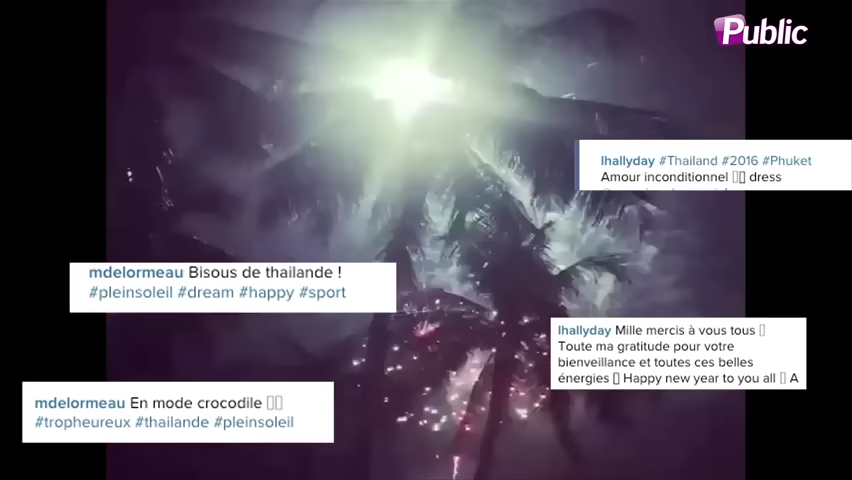 Public
lhallyday #Thailand #2016 #Phuket
Amour inconditionnel dress
mdelormeau Bisous de thailande !
#pleinsoleil #dream #happy #sport
lhallyday Mille mercis à vous tous
Toute ma gratitude pour votre
bienveillance et toutes ces belles
énergies Happy new year to you all A
mdelormeau En mode crocodile
#tropheureux #thailande #pleinsoleil